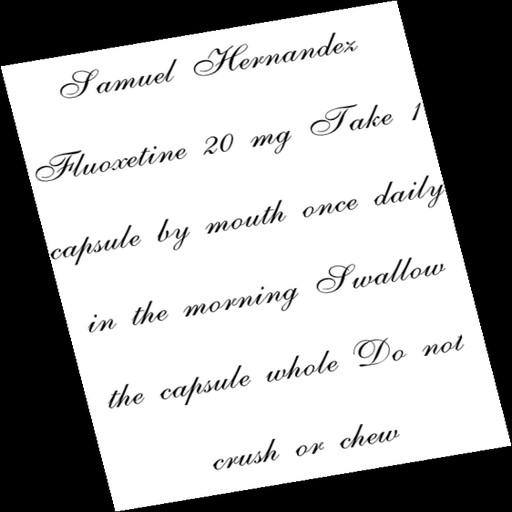 Samuel Hernandez
Fluoxetine 20 mg Take 1
capsule by mouth once daily
in the morning Swallow
the capsule whole Do not
crush or chew